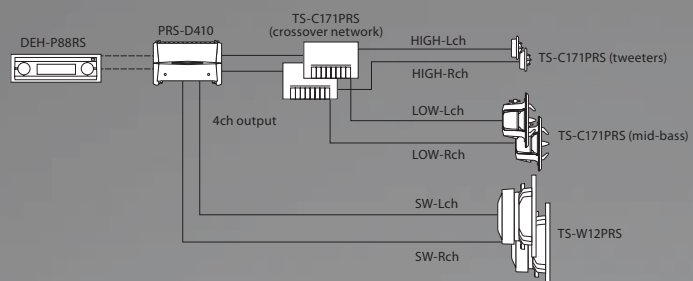 DEH-P88RS
PRS-D410
TS-C171PRS
(crossover network)
HIGH-Lch
TS-C171PRS (tweeters)
HIGH-Rch
4ch output
LOW-Lch
TS-C171PRS (mid-bass)
LOW-Rch
SW-Lch
TS-W12PRS
SW-Rch